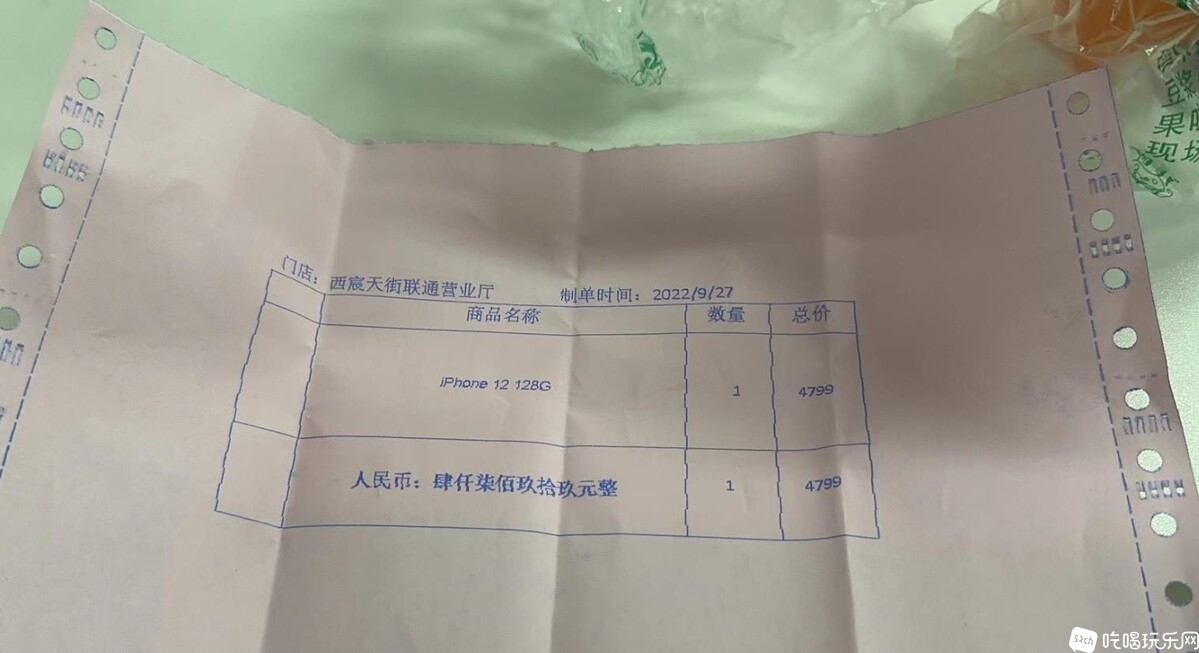 门店： 西宸天街联通营业厅 制单时间： 2022/9/27
商品名称 数量 总价
iPhone 12 128G 1 4799
人民币：肆仟柒佰玖拾玖元整 1 4799
豆浆
现场
吃喝玩乐网